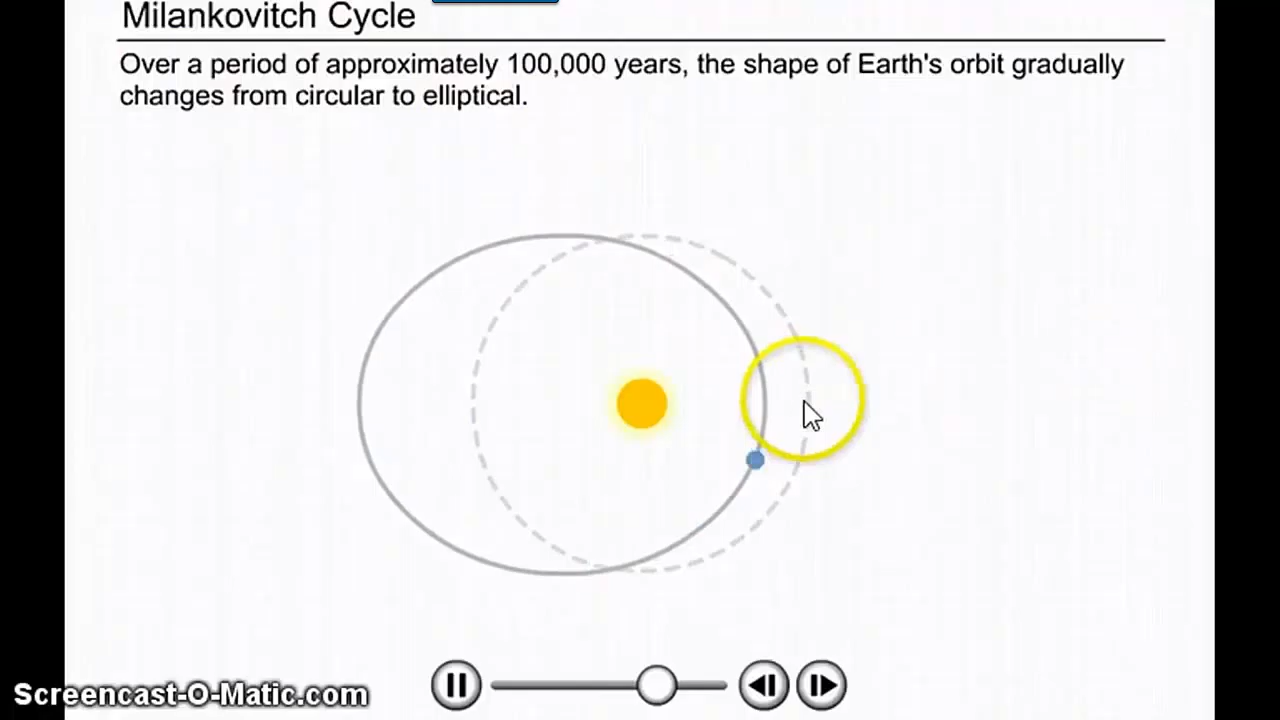 Milankovitch Cycle
Over a period of approximately 100,000 years, the shape of Earth's orbit gradually
changes from circular to elliptical.
Screencast-O-Matic.com